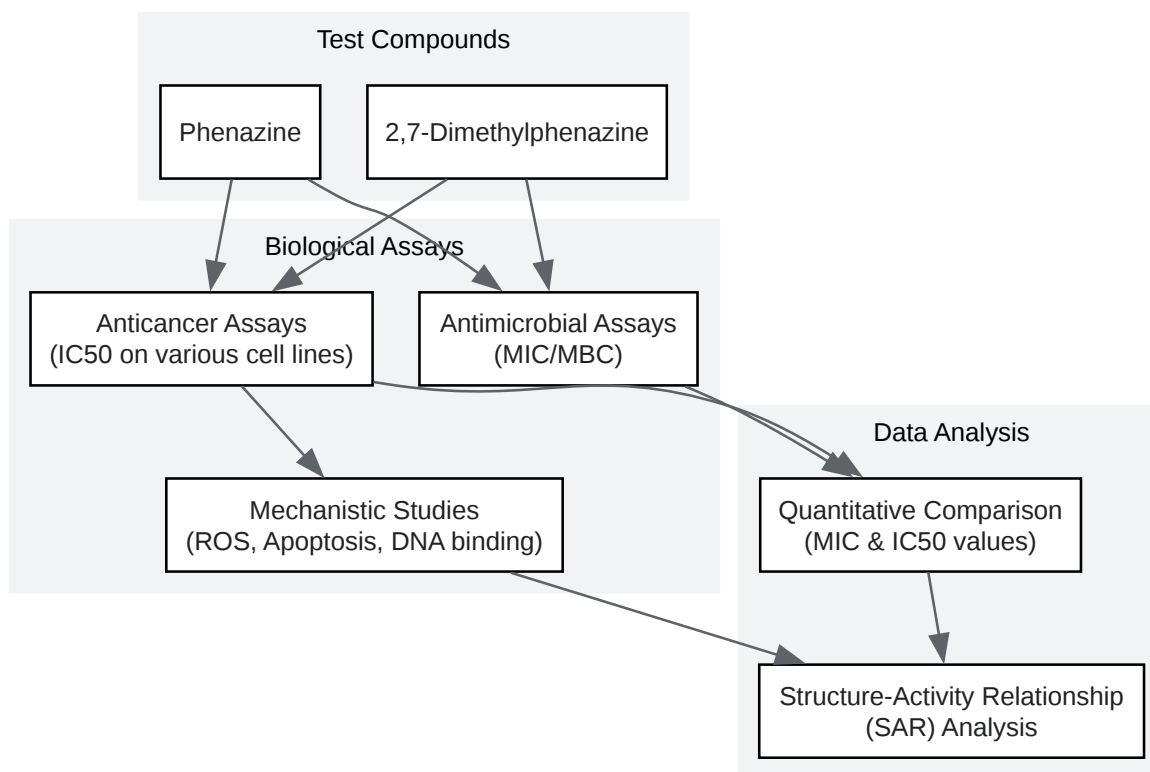 Test Compounds
Phenazine
2,7-Dimethylphenazine
Biological Assays
Anticancer Assays
(IC50 on various cell lines)
Antimicrobial Assays
(MIC/MBC)
Data Analysis
Mechanistic Studies
(ROS, Apoptosis, DNA binding)
Quantitative Comparison
(MIC & IC50 values)
Structure-Activity Relationship
(SAR) Analysis